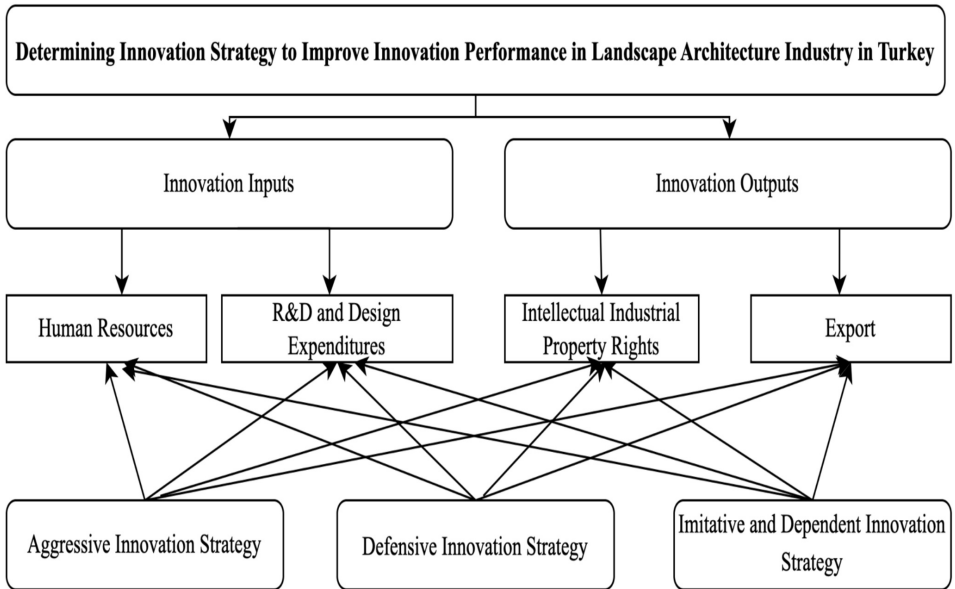 Determining Innovation Strategy to Improve Innovation Performance in Landscape Architecture Industry in Turkey
Innovation Inputs
Innovation Outputs
Human Resources
R&D and Design
Expenditures
Intellectual Industrial
Property Rights
Export
Aggressive Innovation Strategy
Defensive Innovation Strategy
Imitative and Dependent Innovation
Strategy